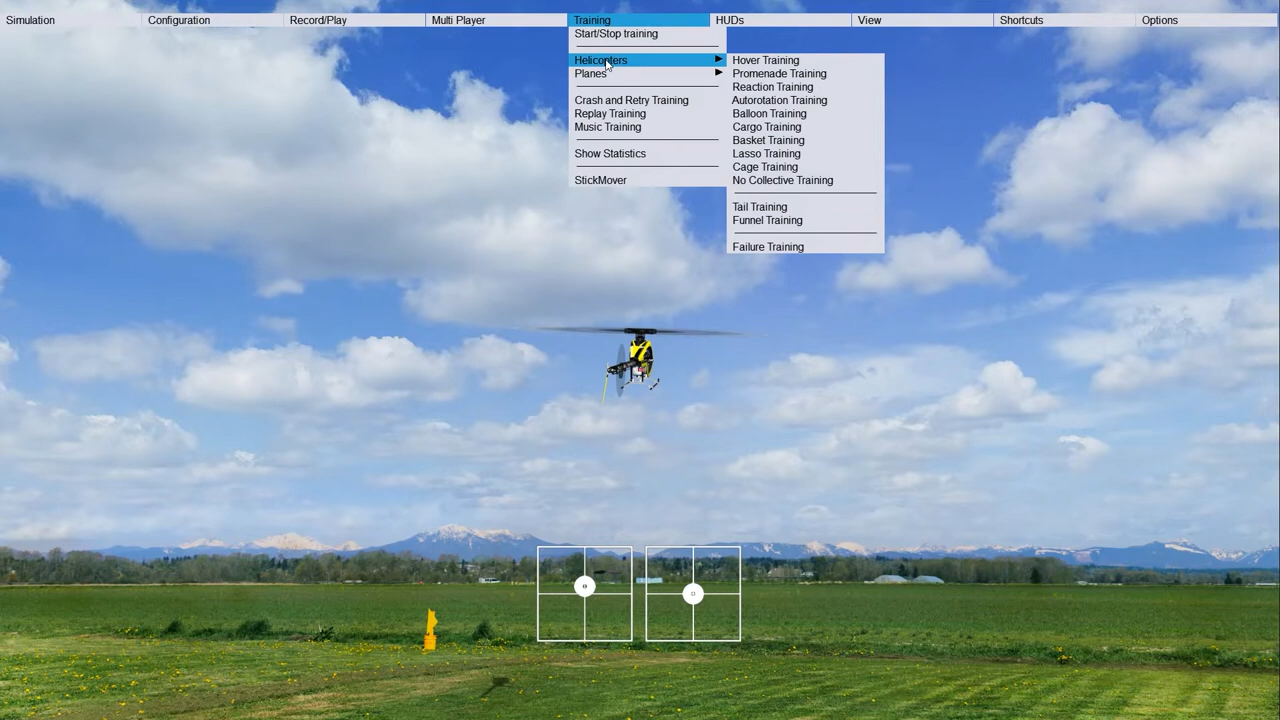 Simulation
Configuration
Record/Play
Multi Player
Training
HUDs
View
Shortcuts
Options
Start/Stop training
Helicopters
Planes
Crash and Retry Training
Replay Training
Music Training
Show Statistics
StickMover
Hover Training
Promenade Training
Reaction Training
Autorotation Training
Balloon Training
Cargo Training
Basket Training
Lasso Training
Cage Training
No Collective Training
Tail Training
Funnel Training
Failure Training